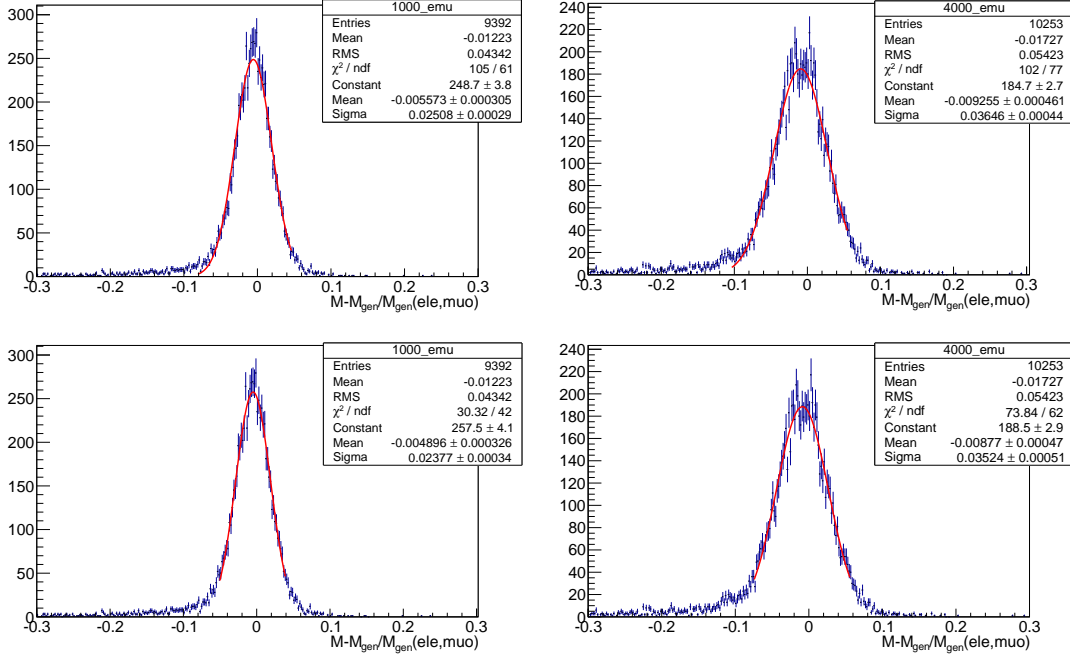 1000_emu
Entries 9392
Mean -0.01223
RMS 0.04342
χ² / ndf 105 / 61
Constant 248.7 ± 3.8
Mean -0.005573 ± 0.000305
Sigma 0.02508 ± 0.00029
300
250
200
150
100
50
0
-0.3 -0.2 -0.1 0 0.1 0.2 0.3
M-M_gen/M_gen(ele,muo)
4000_emu
Entries 10253
Mean -0.01727
RMS 0.05423
χ² / ndf 102 / 77
Constant 184.7 ± 2.7
Mean -0.009255 ± 0.000461
Sigma 0.03646 ± 0.00044
240
220
200
180
160
140
120
100
80
60
40
20
0
-0.3 -0.2 -0.1 0 0.1 0.2 0.3
M-M_gen/M_gen(ele,muo)
1000_emu
Entries 9392
Mean -0.01223
RMS 0.04342
χ² / ndf 30.32 / 42
Constant 257.5 ± 4.1
Mean -0.004896 ± 0.000326
Sigma 0.02377 ± 0.00034
300
250
200
150
100
50
0
-0.3 -0.2 -0.1 0 0.1 0.2 0.3
M-M_gen/M_gen(ele,muo)
4000_emu
Entries 10253
Mean -0.01727
RMS 0.05423
χ² / ndf 73.84 / 62
Constant 188.5 ± 2.9
Mean -0.00877 ± 0.00047
Sigma 0.03524 ± 0.00051
240
220
200
180
160
140
120
100
80
60
40
20
0
-0.3 -0.2 -0.1 0 0.1 0.2 0.3
M-M_gen/M_gen(ele,muo)